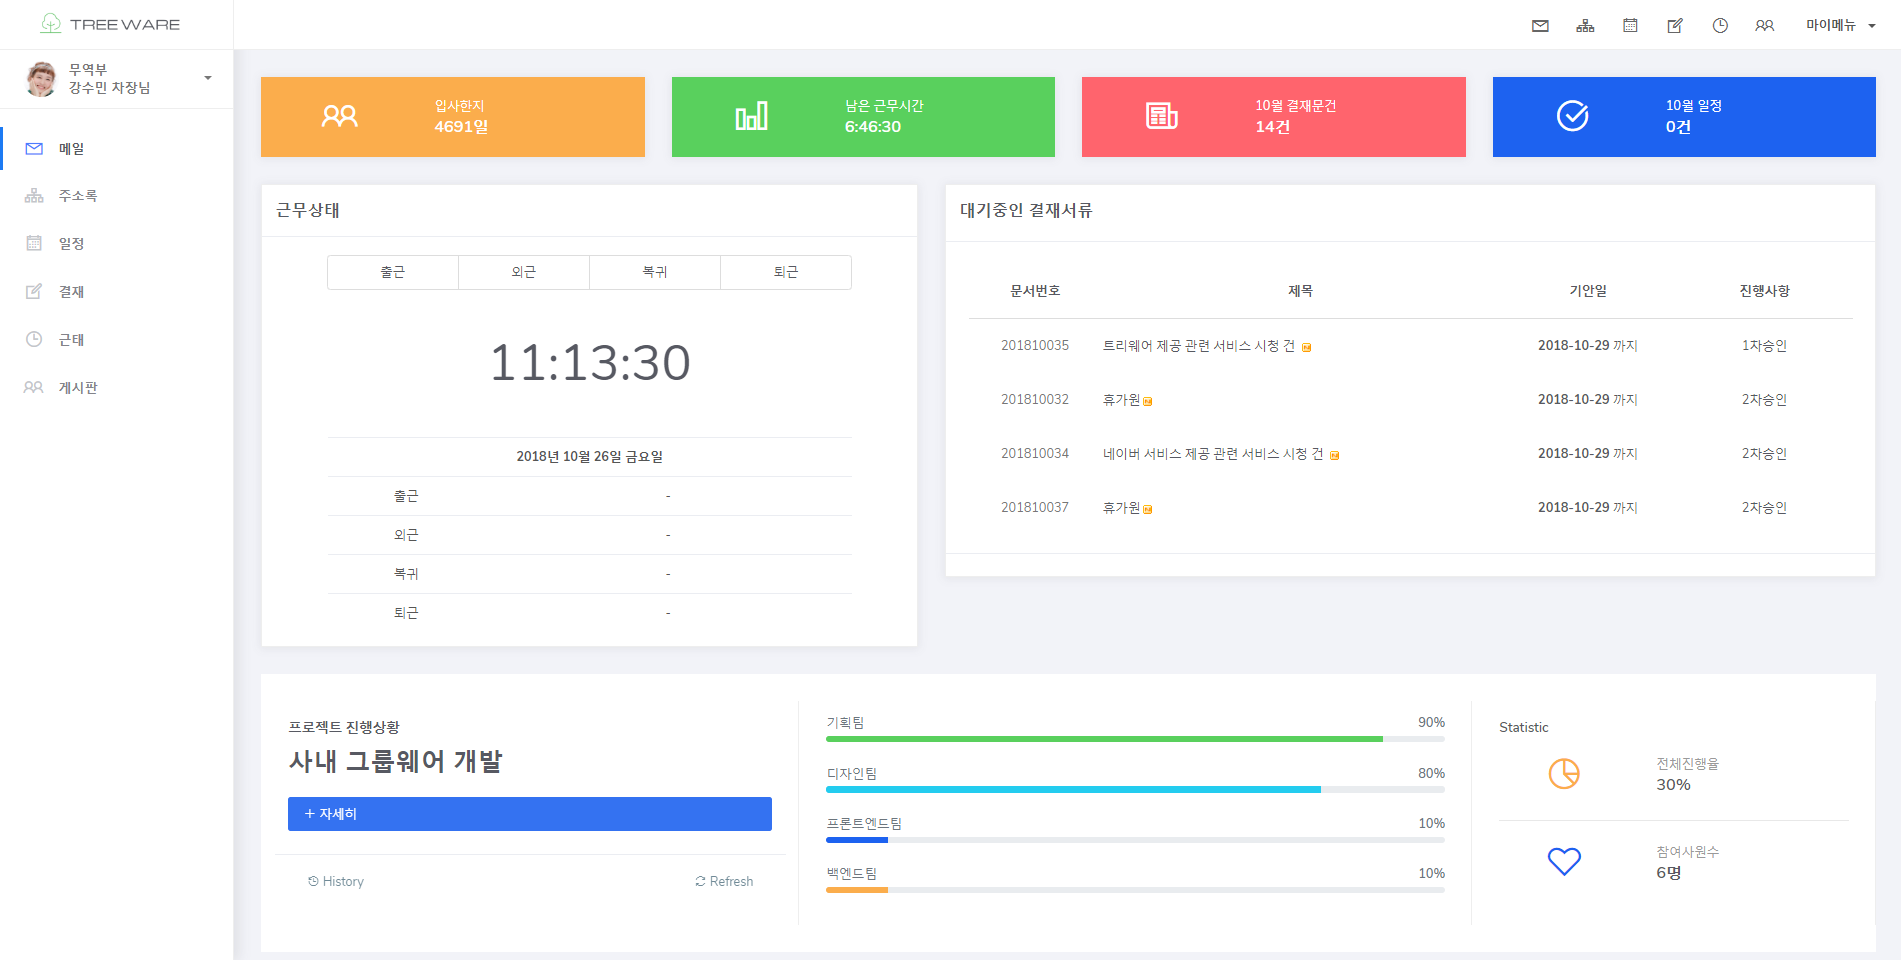 TREE WARE
마이메뉴
무역부
강수민 차장님
메일
주소록
일정
결재
근태
게시판
입사한지
4691일
남은 근무시간
6:46:30
10월 결재문건
14건
10월 일정
0건
근무상태
출근 외근 복귀 퇴근
11:13:30
2018년 10월 26일 금요일
출근 -
외근 -
복귀 -
퇴근 -
대기중인 결재서류
문서번호 제목 기안일 진행사항
201810035 트리웨어 제공 관련 서비스 시청 건 2018-10-29 까지 1차승인
201810032 휴가원 2018-10-29 까지 2차승인
201810034 네이버 서비스 제공 관련 서비스 시청 건 2018-10-29 까지 2차승인
201810037 휴가원 2018-10-29 까지 2차승인
프로젝트 진행상황
사내 그룹웨어 개발
+ 자세히
History Refresh
기획팀 90%
디자인팀 80%
프론트엔드팀 10%
백엔드팀 10%
Statistic
전체진행율
30%
참여사원수
6명